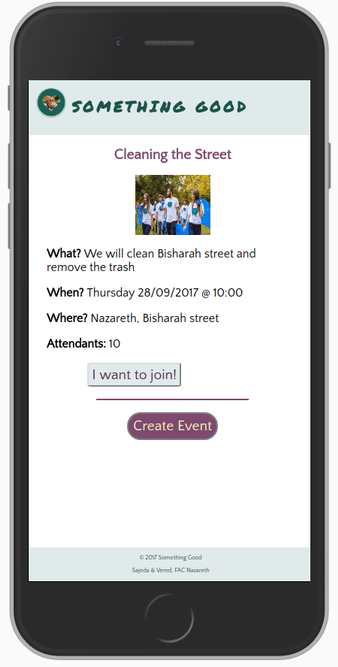 SOMETHING GOOD
Cleaning the Street
What? We will clean Bisharah street and
remove the trash
When? Thursday 28/09/2017 @ 10:00
Where? Nazareth, Bisharah street
Attendants: 10
I want to join!
Create Event
© 2017 Something Good
Sajeda & Vered, FAC Nazareth